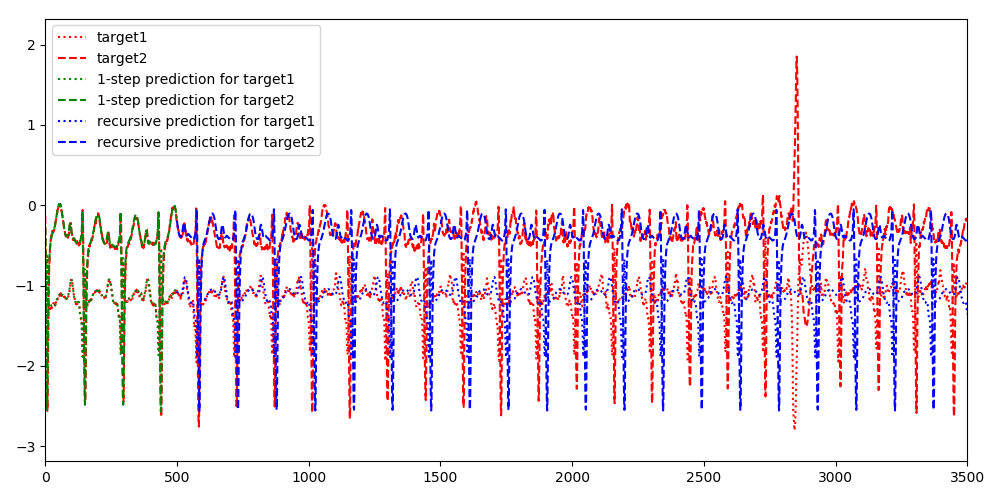 target1
target2
1-step prediction for target1
1-step prediction for target2
recursive prediction for target1
recursive prediction for target2
2
1
0
−1
−2
−3
0 500 1000 1500 2000 2500 3000 3500